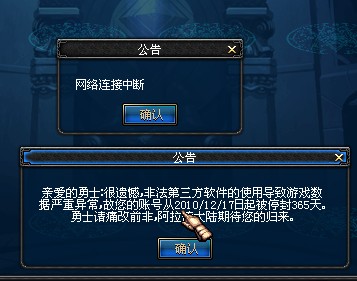 公告
网络连接中断
确认
公告
亲爱的勇士:很遗憾,非法第三方软件的使用导致游戏数
据严重异常,故您的账号从2010/12/17日起被停封365天。
勇士请痛改前非,阿拉 大陆期待您的归来。
确认